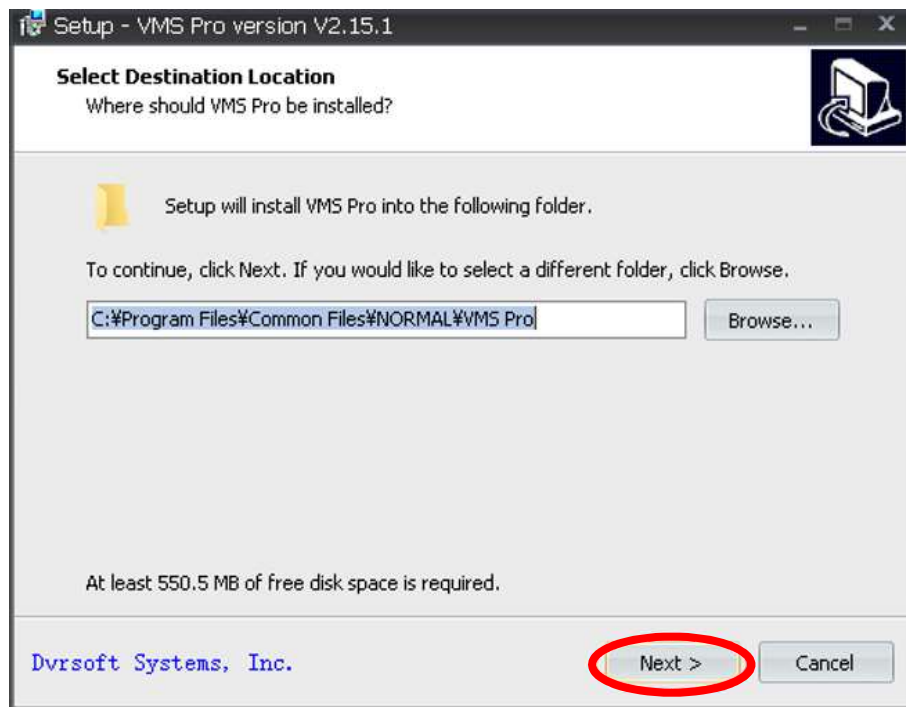 Setup - VMS Pro version V2.15.1
Select Destination Location
Where should VMS Pro be installed?
Setup will install VMS Pro into the following folder.
To continue, click Next. If you would like to select a different folder, click Browse.
C:¥Program Files¥Common Files¥NORMAL¥VMS Pro
Browse...
At least 550.5 MB of free disk space is required.
Dvrsoft Systems, Inc.
Next >
Cancel